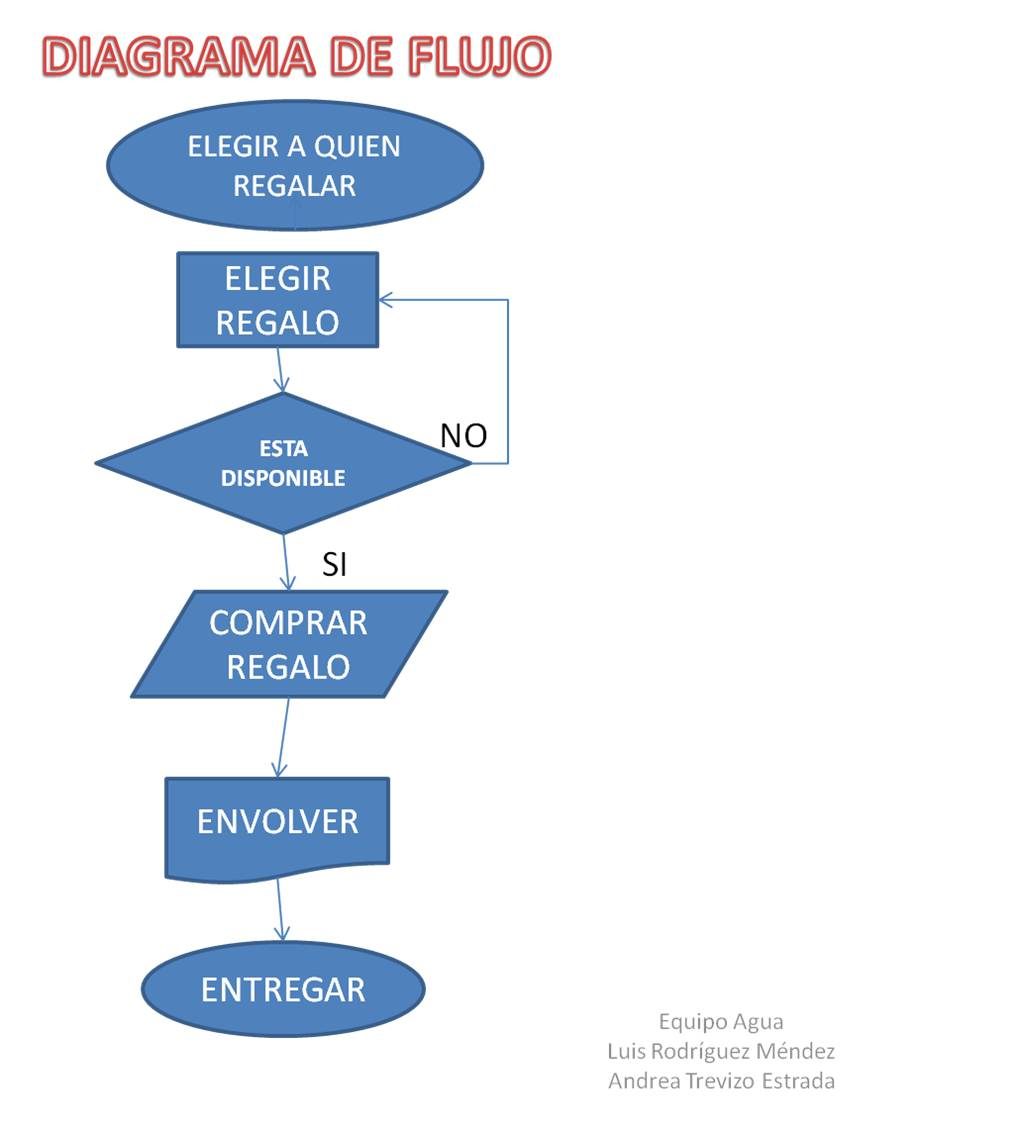 DIAGRAMA DE FLUJO
ELEGIR A QUIEN
REGALAR
ELEGIR
REGALO
NO
ESTA
DISPONIBLE
SI
COMPRAR
REGALO
ENVOLVER
ENTREGAR
Equipo Agua
Luis Rodríguez Méndez
Andrea Trevizo Estrada